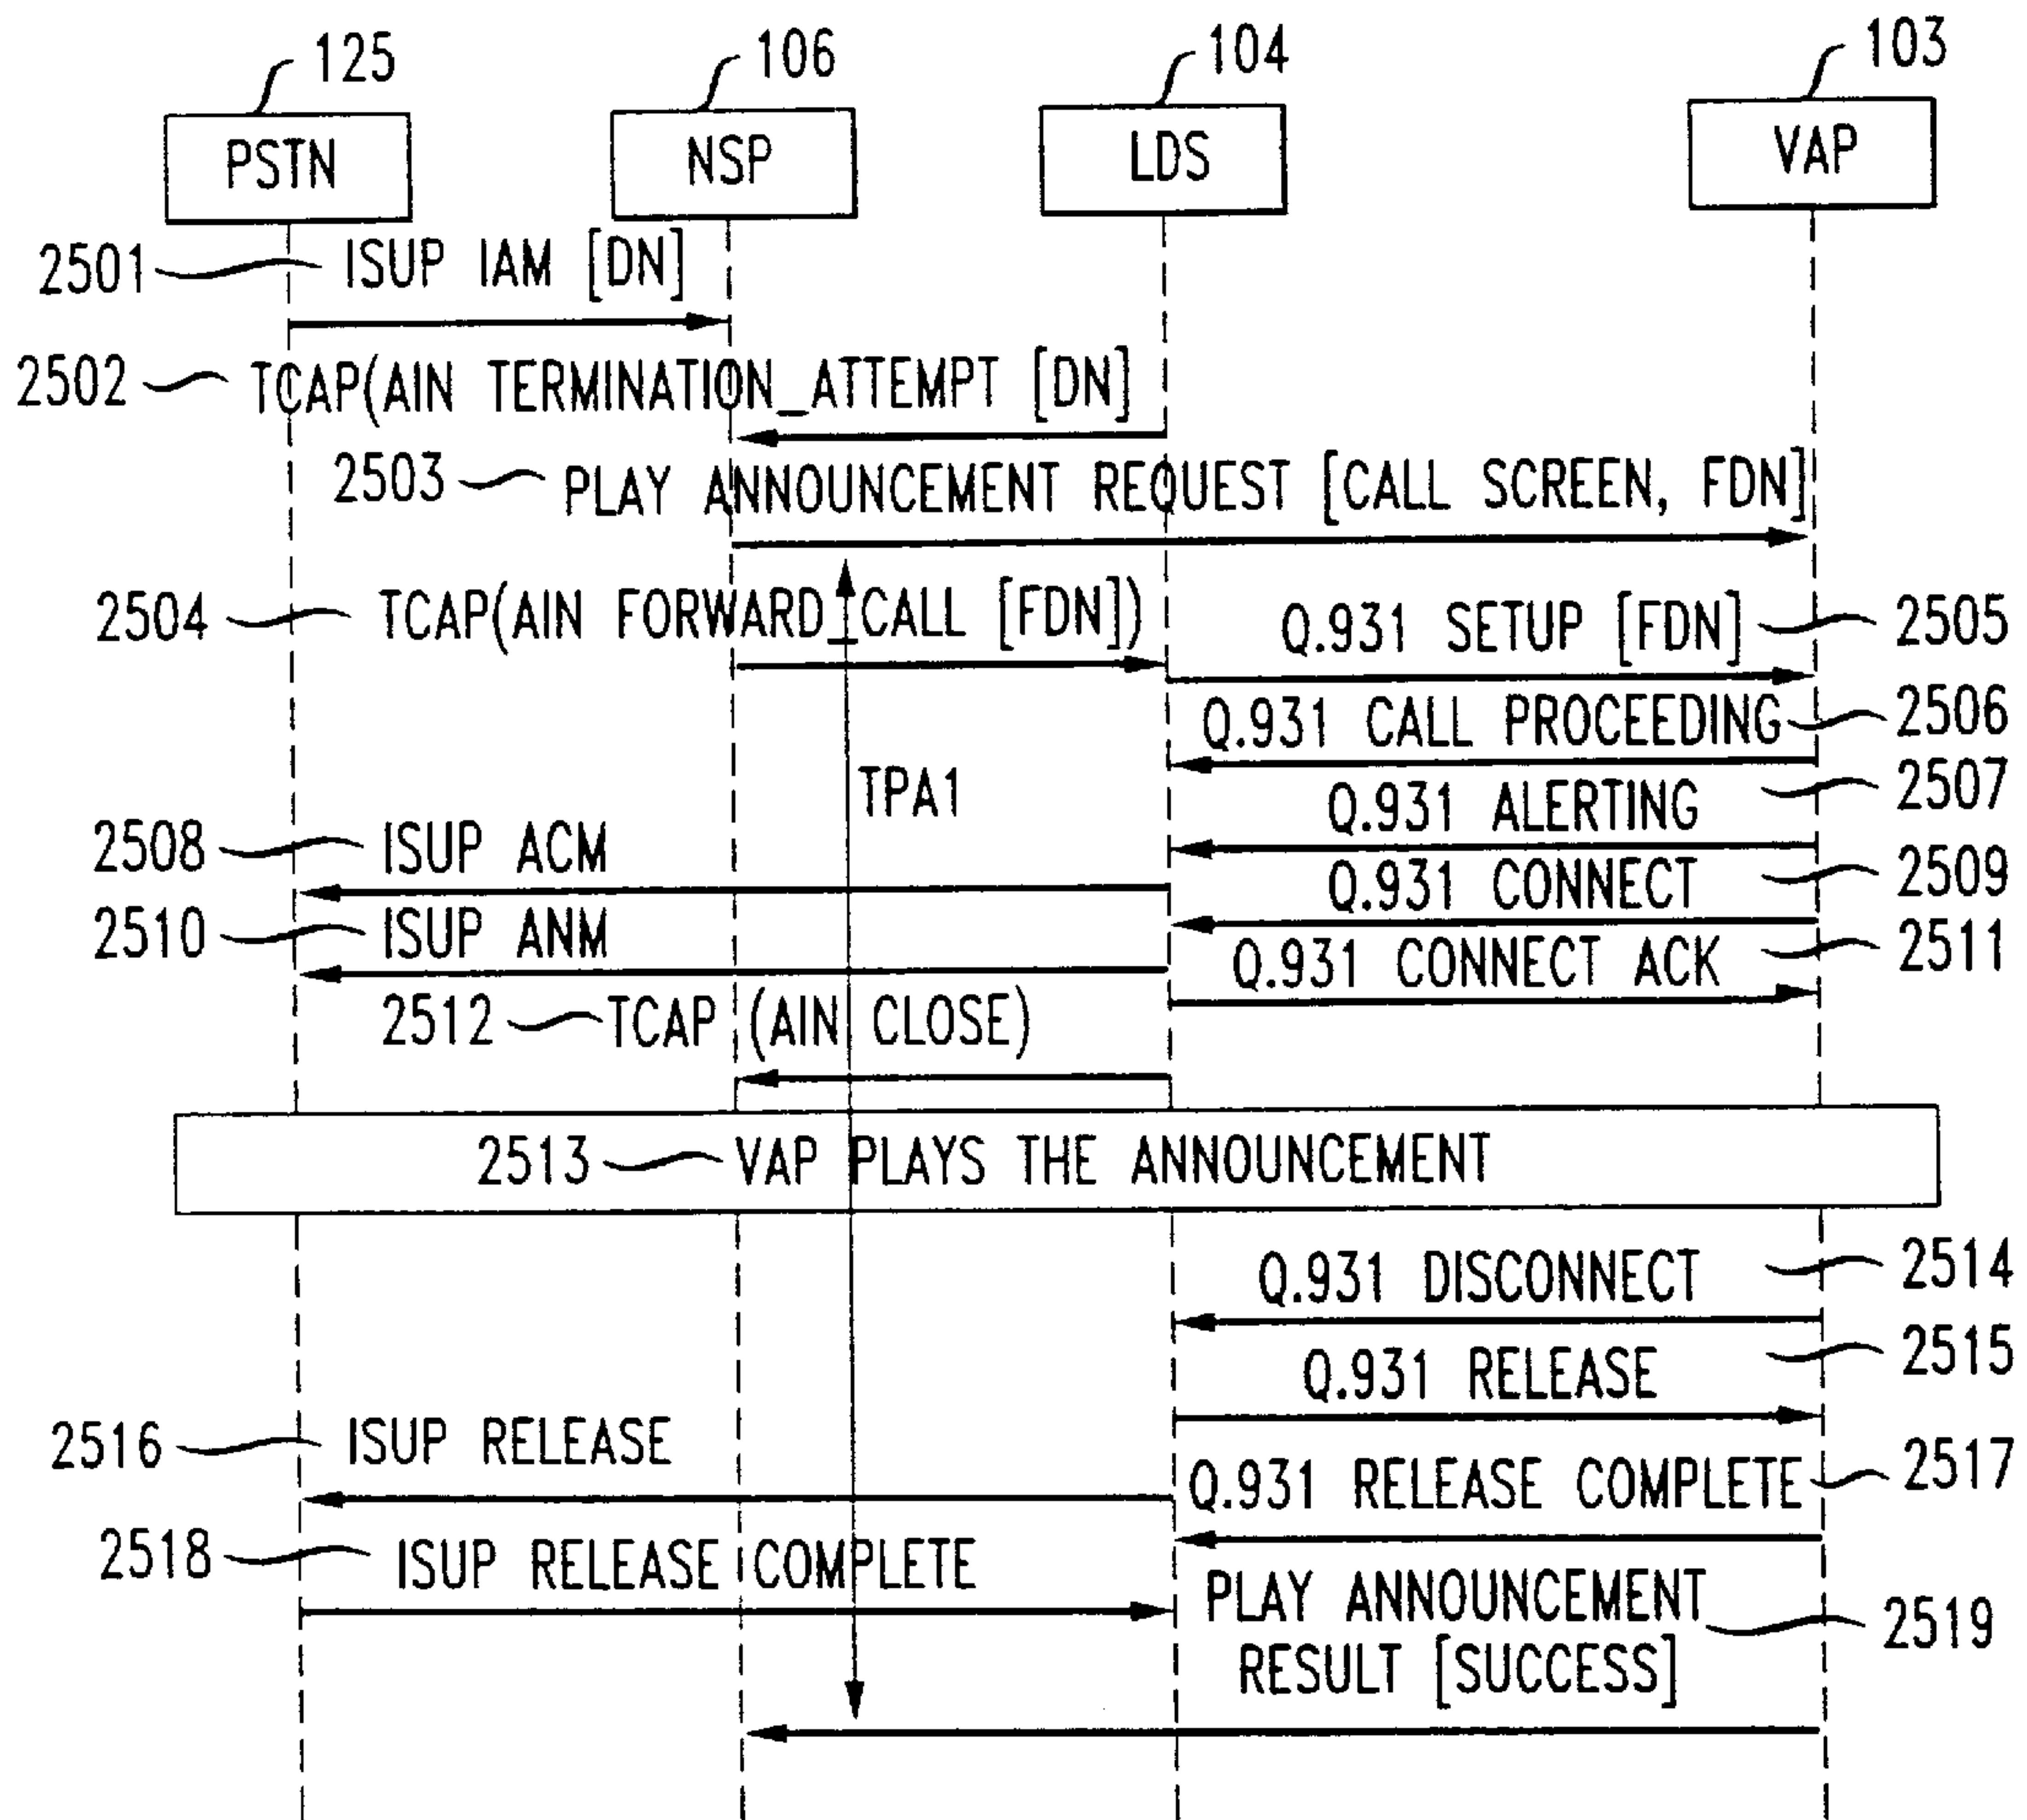 125
106
104
103
PSTN
NSP
LDS
VAP
2501
ISUP IAM [DN]
2502
TCAP(AIN TERMINATION_ATTEMPT [DN]
2503
PLAY ANNOUNCEMENT REQUEST [CALL SCREEN, FDN]
2504
TCAP(AIN FORWARD_CALL [FDN])
Q.931 SETUP [FDN]
2505
Q.931 CALL PROCEEDING
2506
TPA1
Q.931 ALERTING
2507
2508
ISUP ACM
Q.931 CONNECT
2509
2510
ISUP ANM
Q.931 CONNECT ACK
2511
2512
TCAP (AIN CLOSE)
2513
VAP PLAYS THE ANNOUNCEMENT
Q.931 DISCONNECT
2514
Q.931 RELEASE
2515
2516
ISUP RELEASE
Q.931 RELEASE COMPLETE
2517
2518
ISUP RELEASE COMPLETE
PLAY ANNOUNCEMENT
RESULT [SUCCESS]
2519